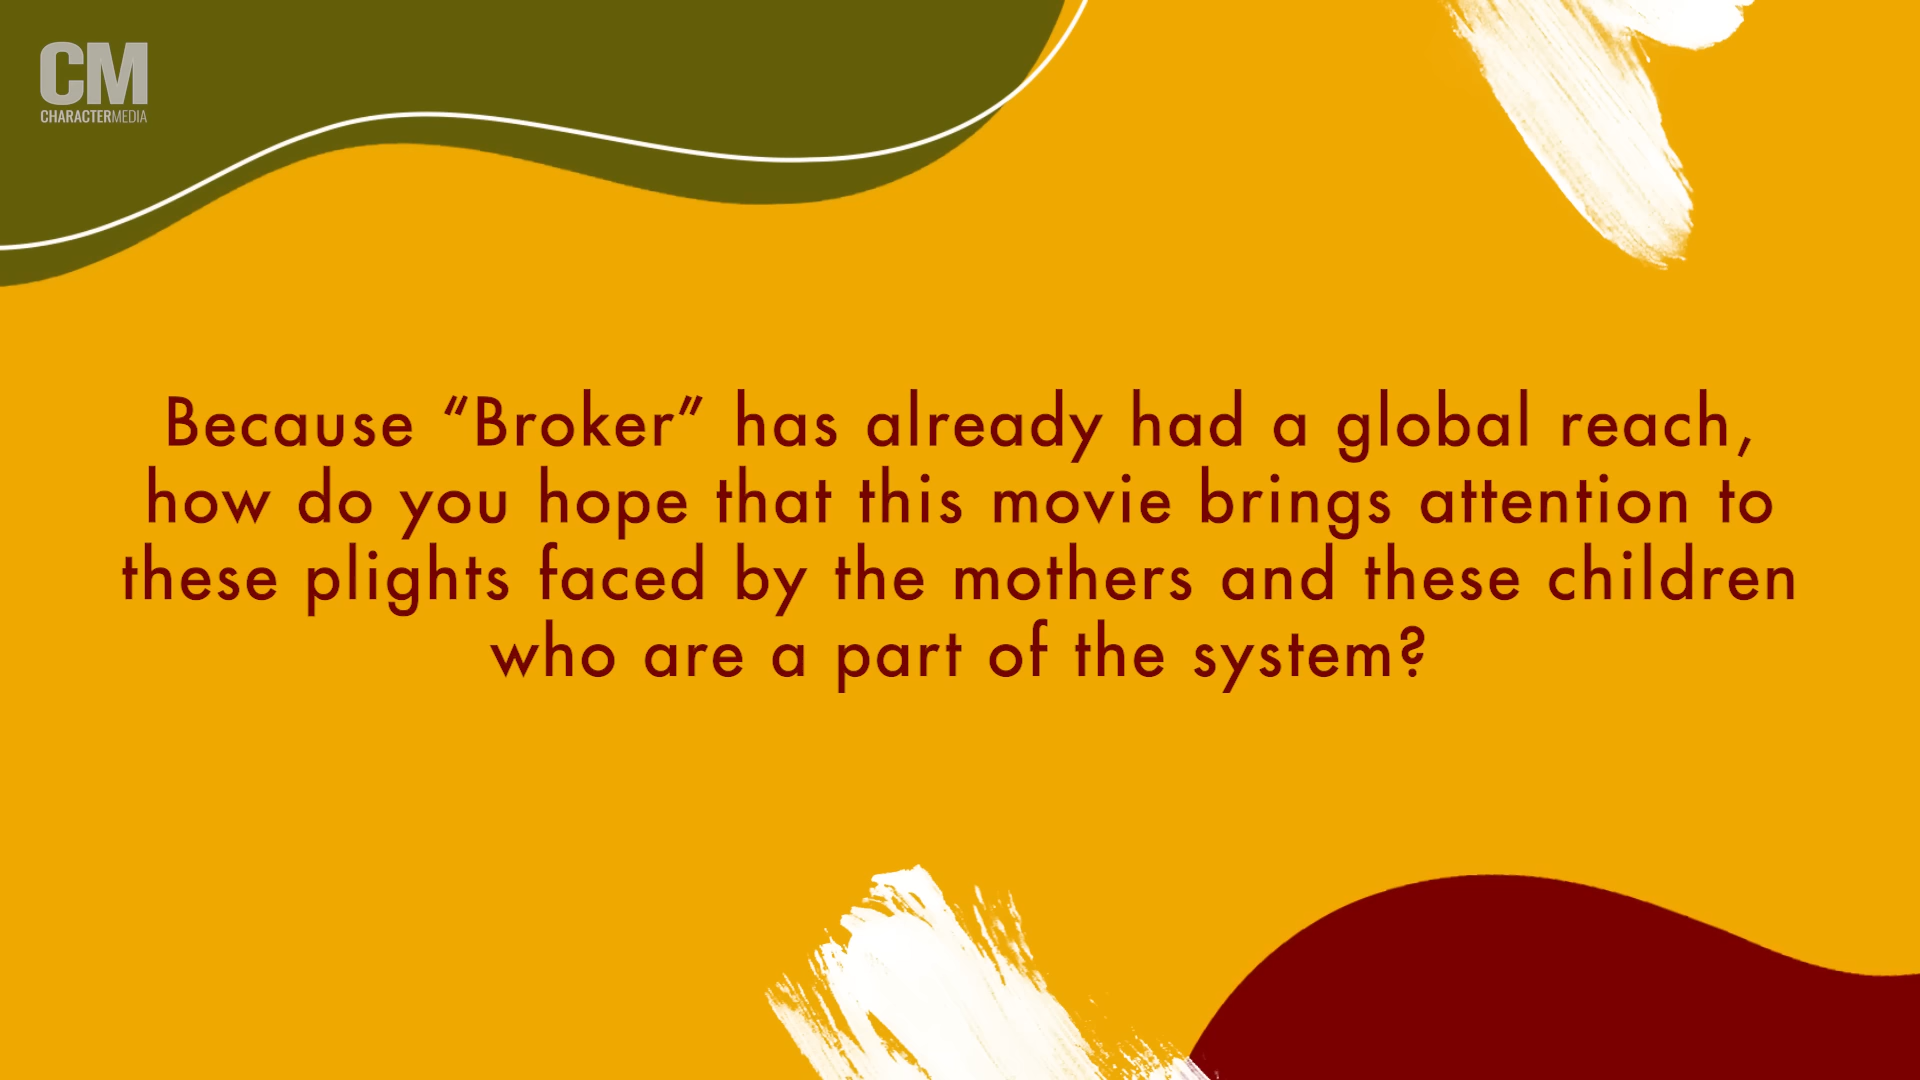 CM
CHARACTERMEDIA
Because “Broker” has already had a global reach,
how do you hope that this movie brings attention to
these plights faced by the mothers and these children
who are a part of the system?